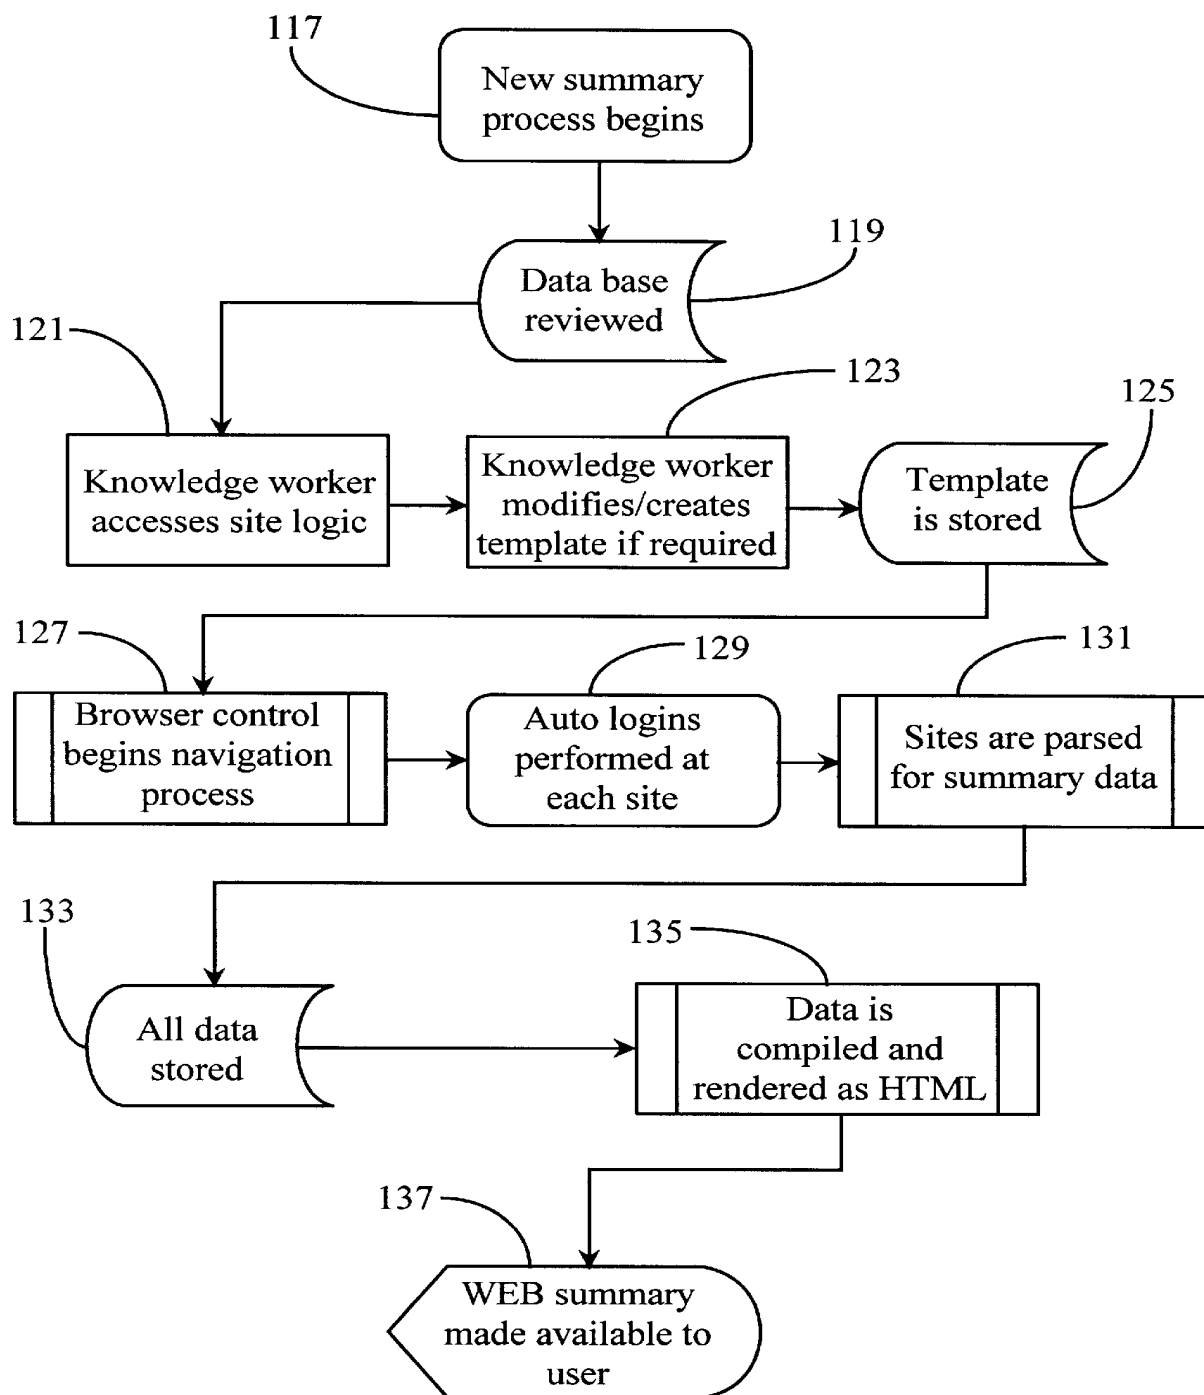 117
New summary
process begins
119
Data base
reviewed
121
Knowledge worker
accesses site logic
123
Knowledge worker
modifies/creates
template if required
125
Template
is stored
127
Browser control
begins navigation
process
129
Auto logins
performed at
each site
131
Sites are parsed
for summary data
133
All data
stored
135
Data is
compiled and
rendered as HTML
137
WEB summary
made available to
user